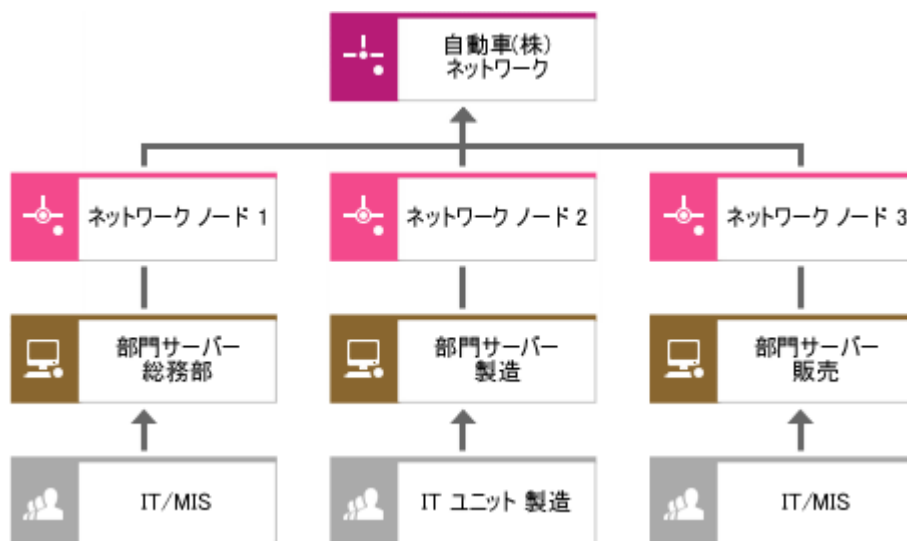 自動車(株)
ネットワーク
ネットワーク ノード 1
ネットワーク ノード 2
ネットワーク ノード 3
部門サーバー
総務部
部門サーバー
製造
部門サーバー
販売
IT/MIS
IT ユニット 製造
IT/MIS